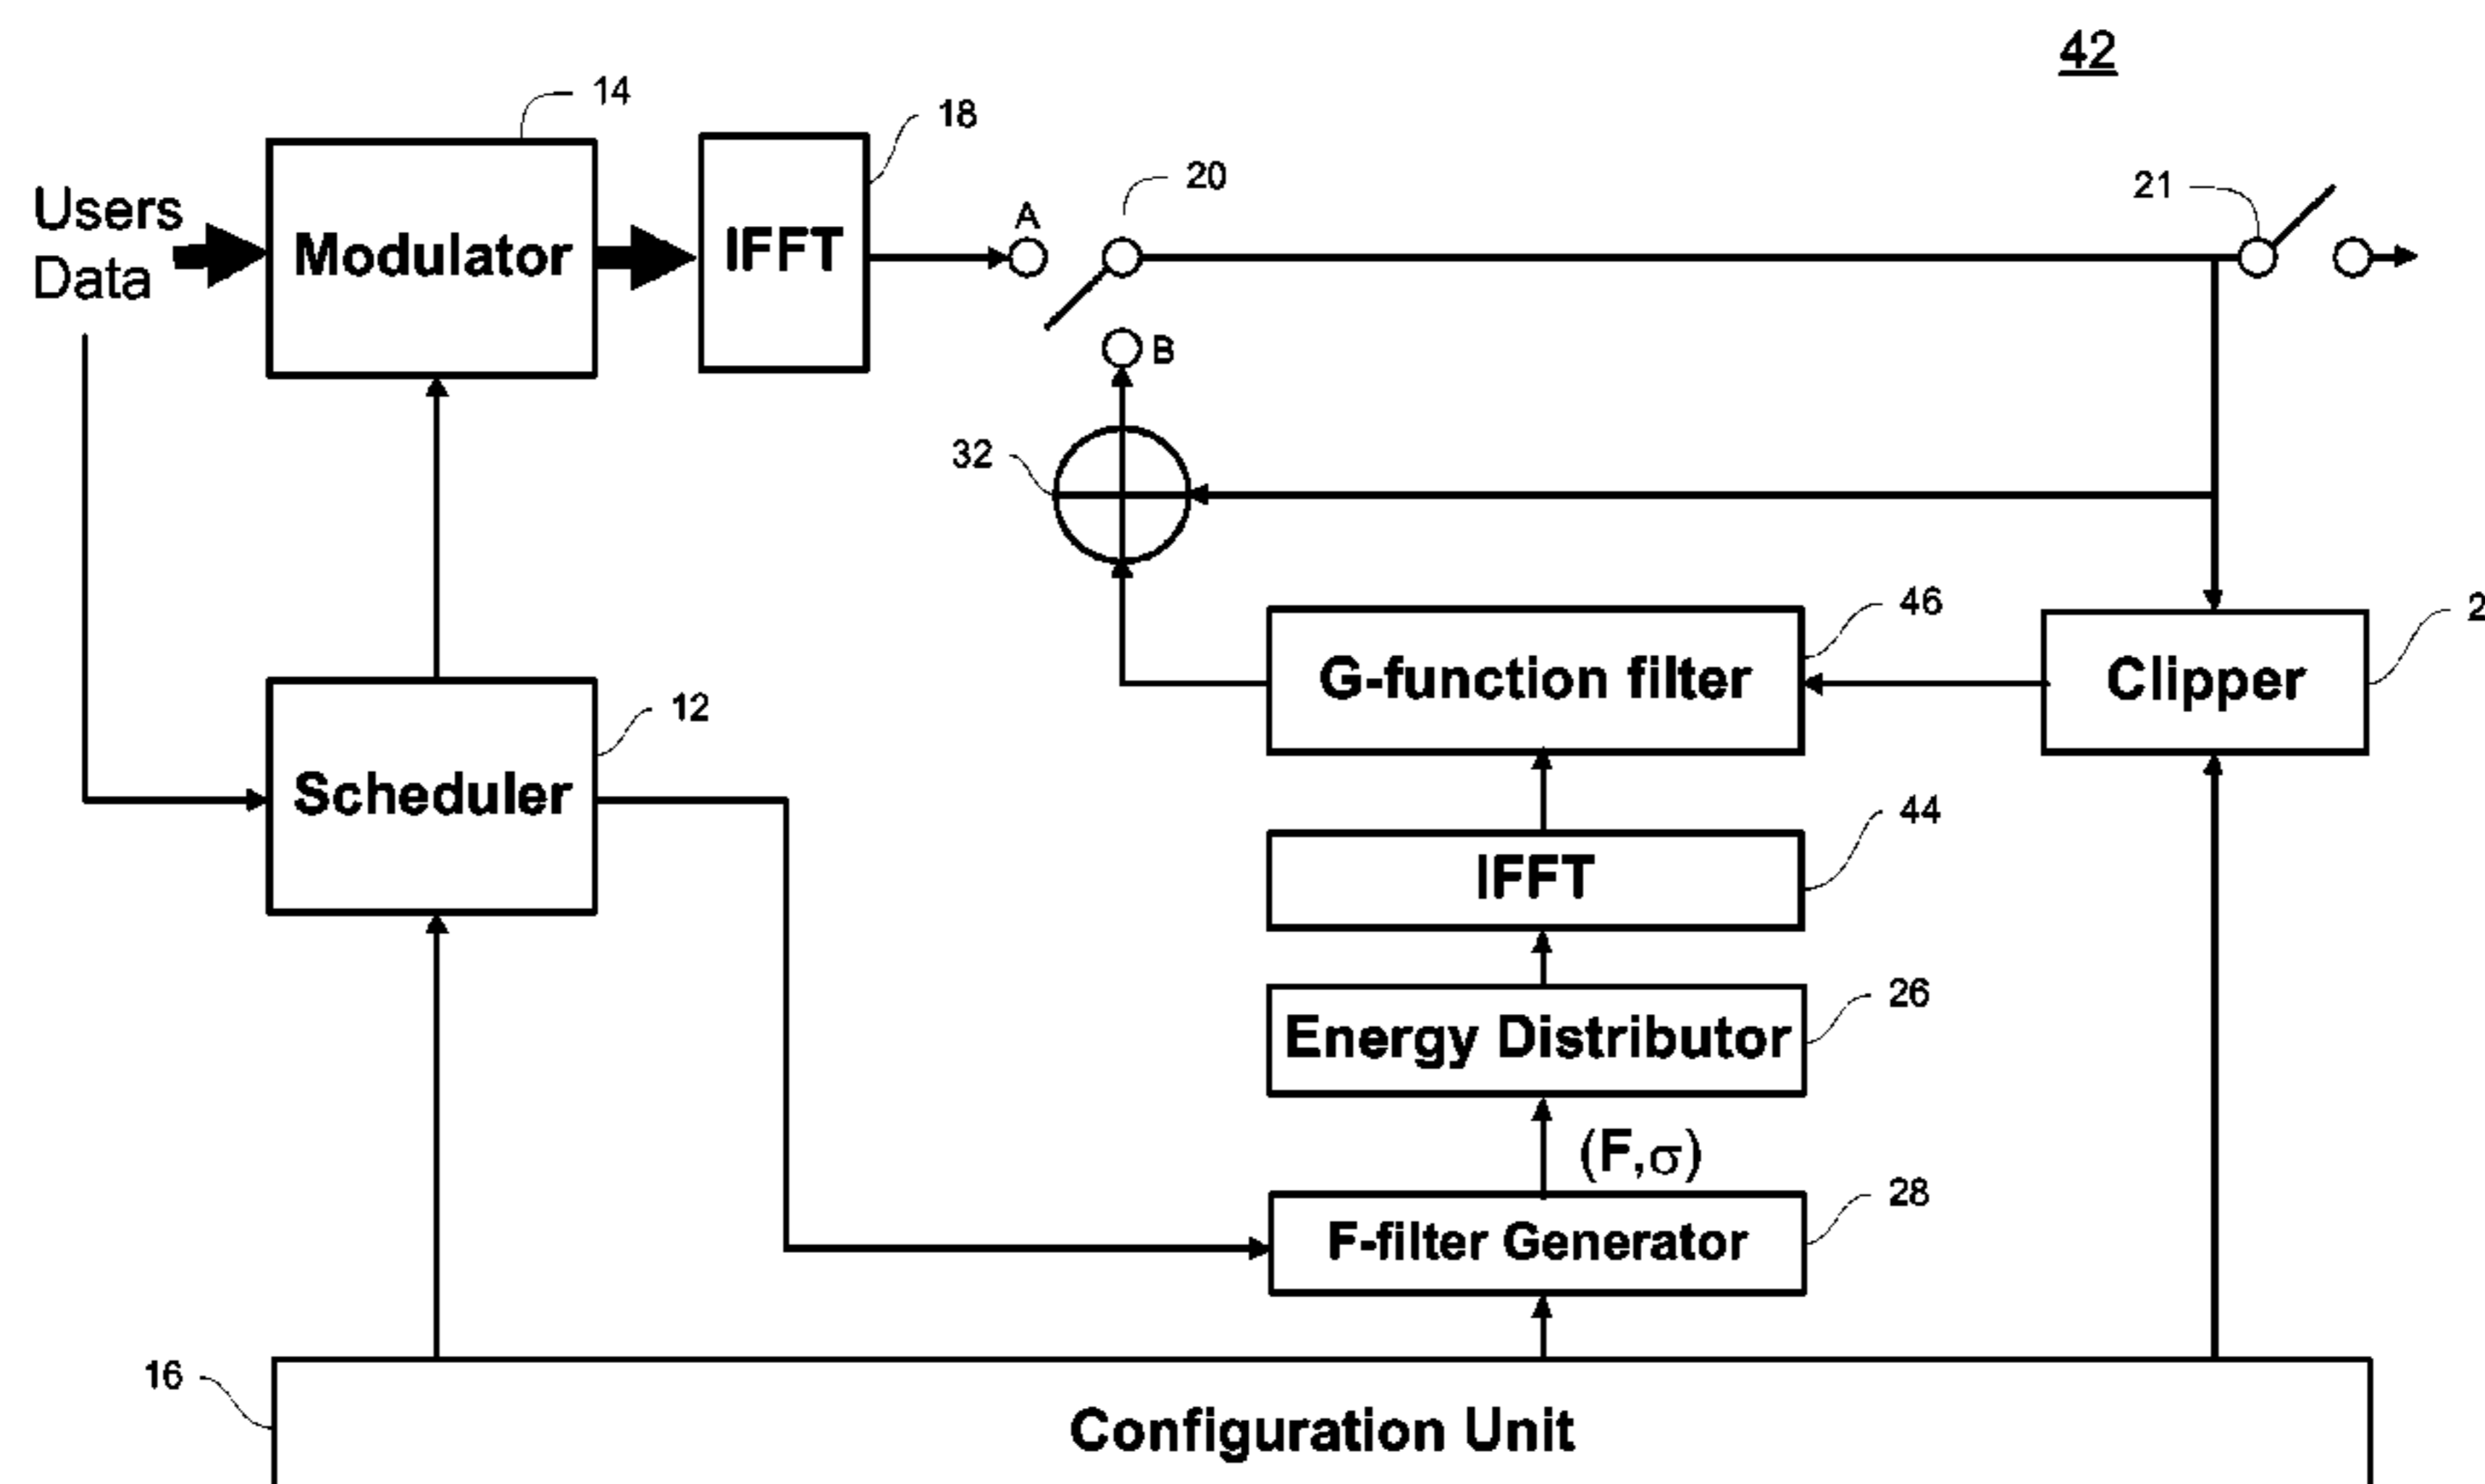 42
14
18
20
21
A
Users
Data
Modulator
IFFT
B
32
46
G-function filter
Clipper
12
Scheduler
44
IFFT
26
Energy Distributor
(F,σ)
28
F-filter Generator
16
Configuration Unit